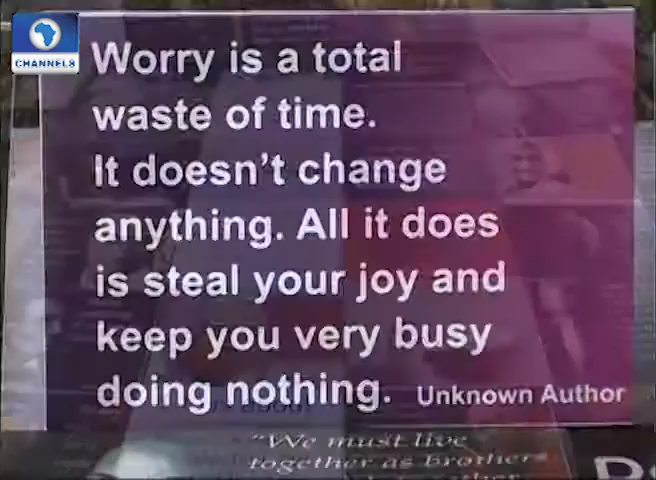 CHANNELS
Worry is a total
waste of time.
It doesn't change
anything. All it does
is steal your joy and
keep you very busy
doing nothing. Unknown Author
"We must live
together as Brothers